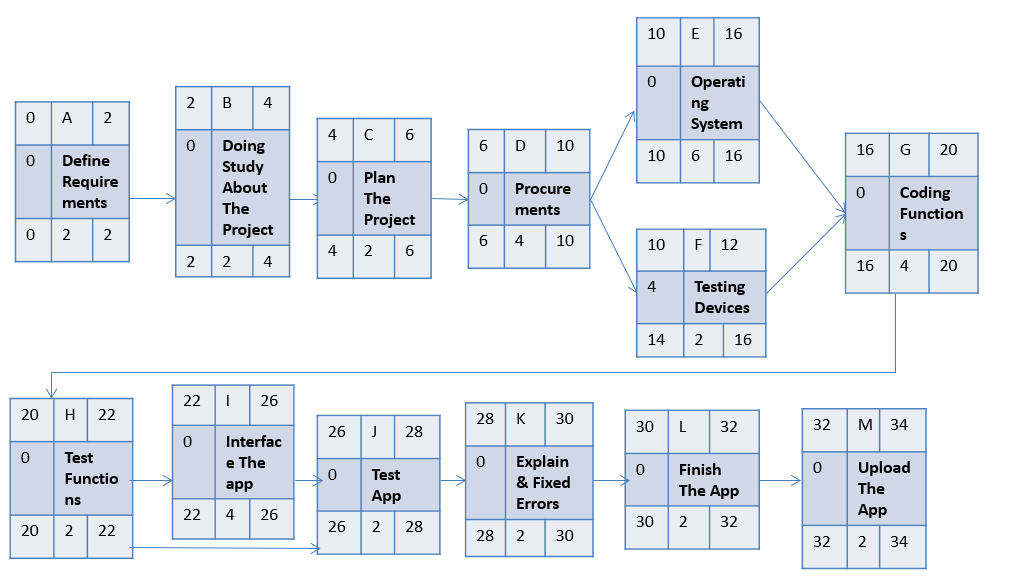 0 A 2
0 Define
Require
ments
0 2 2
2 B 4
0 Doing
Study
About
The
Project
2 2 4
4 C 6
0 Plan
The
Project
4 2 6
6 D 10
0 Procure
ments
6 4 10
10 E 16
0 Operati
ng
System
10 6 16
10 F 12
4 Testing
Devices
14 2 16
16 G 20
0 Coding
Function
s
16 4 20
20 H 22
0 Test
Functio
ns
20 2 22
22 I 26
0 Interfac
e The
app
22 4 26
26 J 28
0 Test
App
26 2 28
28 K 30
0 Explain
& Fixed
Errors
28 2 30
30 L 32
0 Finish
The App
30 2 32
32 M 34
0 Upload
The
App
32 2 34